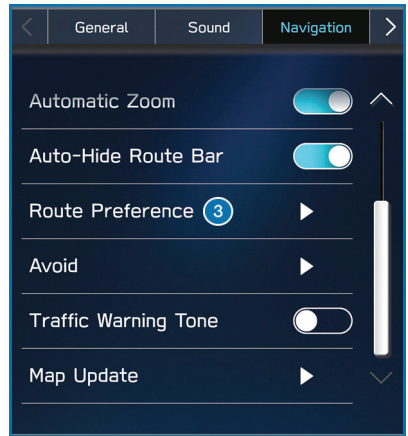 General Sound Navigation
Automatic Zoom
Auto-Hide Route Bar
Route Preference 3
Avoid
Traffic Warning Tone
Map Update